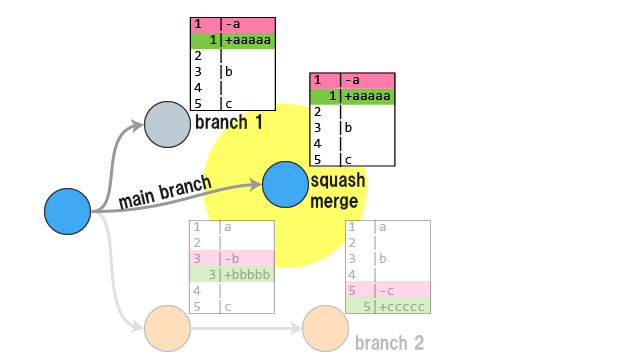 1 |-a
1|+aaaaa
2 |
3 |b
4 |
5 |c
branch 1
1 |-a
1|+aaaaa
2 |
3 |b
4 |
5 |c
squash
merge
main branch
1 |a
2 |
3 |-b
3|+bbbbb
4 |
5 |c
1 |a
2 |
3 |b
4 |
5 |-c
5|+ccccc
branch 2